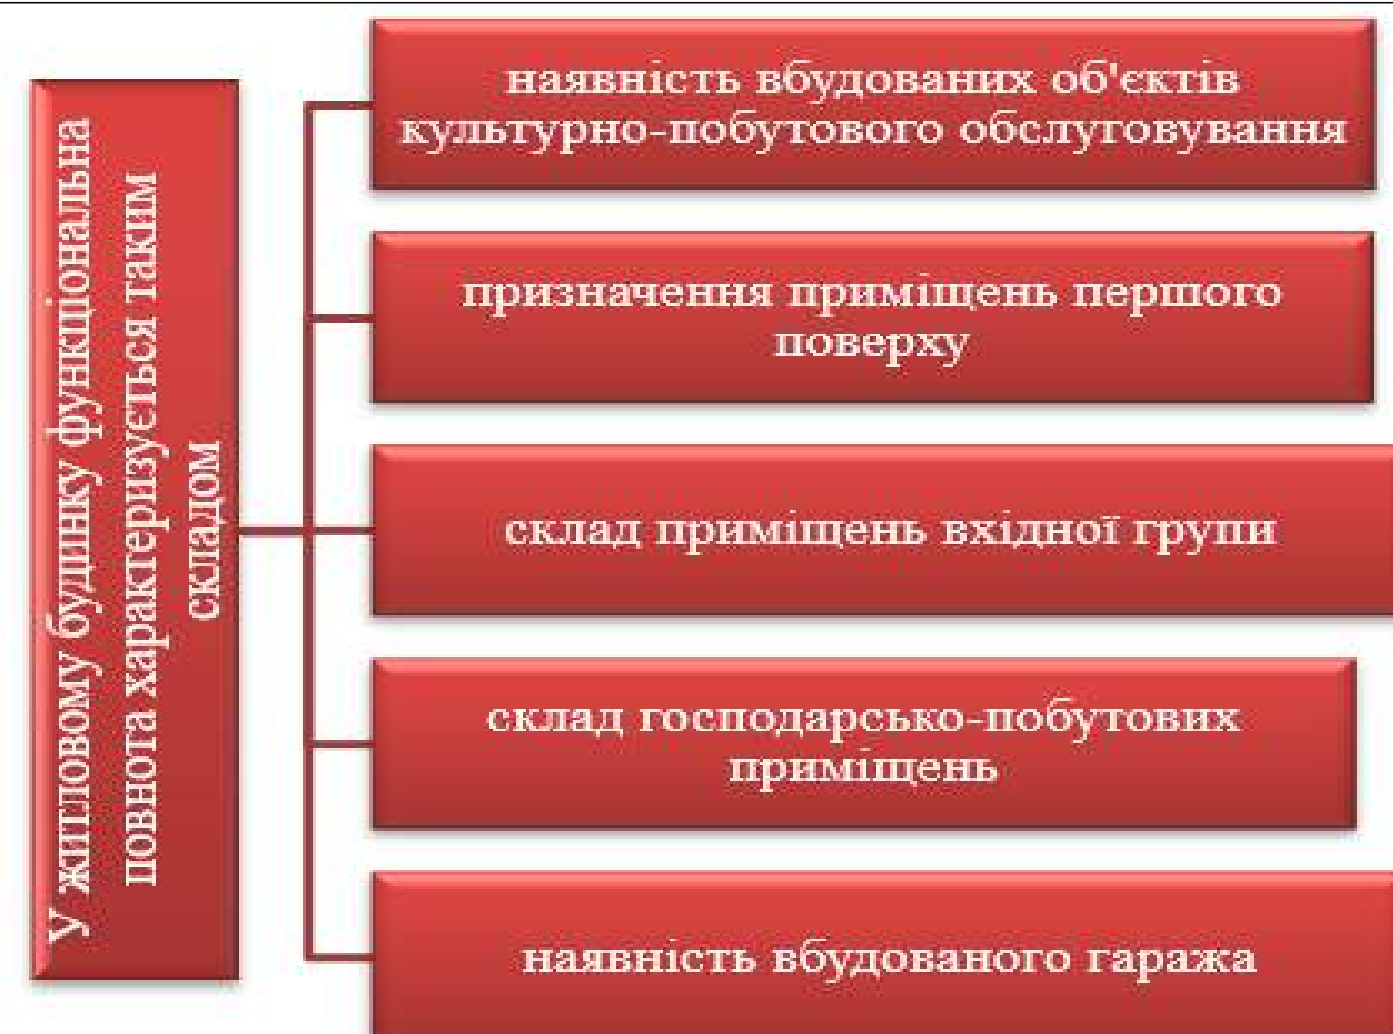 У житловому будинку функціональна
повнота характеризується таким
складом
наявність вбудованих об'єктів
культурно-побутового обслуговування
призначення приміщень першого
поверху
склад приміщень вхідної групи
склад господарсько-побутових
приміщень
наявність вбудованого гаража